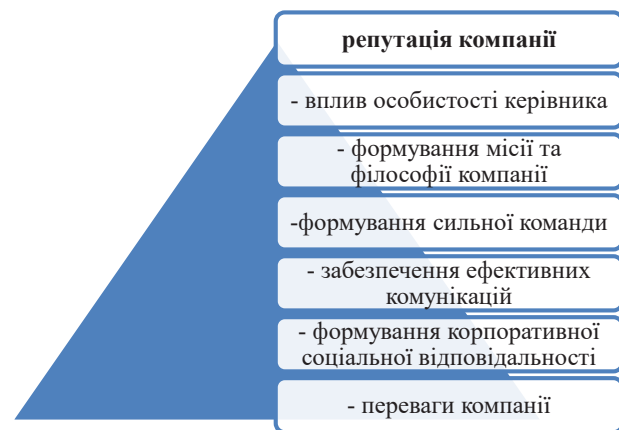 репутація компанії
- вплив особистості керівника
- формування місії та
філософії компанії
-формування сильної команди
- забезпечення ефективних
комунікацій
- формування корпоративної
соціальної відповідальності
- переваги компанії